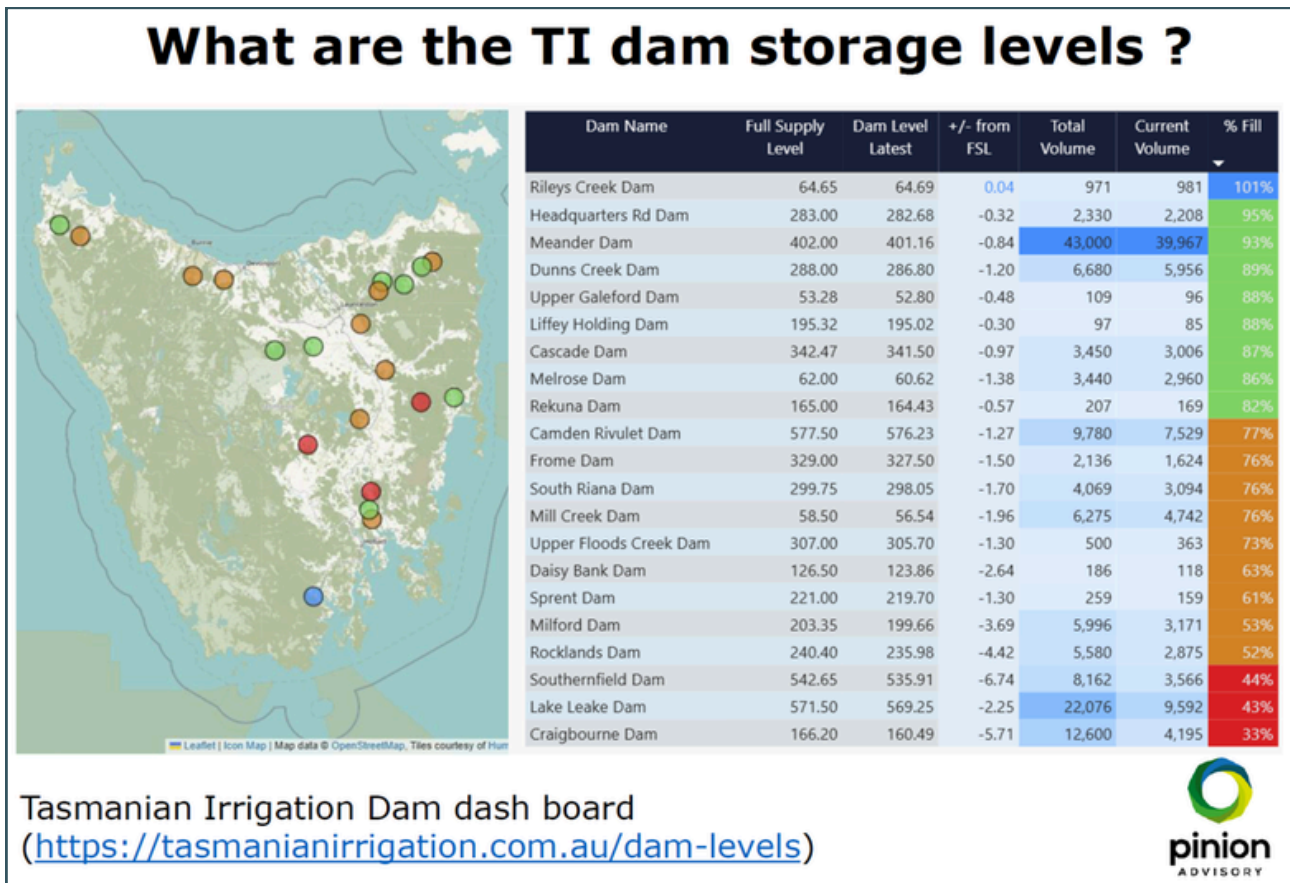 What are the TI dam storage levels ?
Burnie
Devonport
Launceston
Hobart
Leaflet | Icon Map | Map data © OpenStreetMap, Tiles courtesy of Hum
Dam Name Full Supply Level Dam Level Latest +/- from FSL Total Volume Current Volume % Fill
Rileys Creek Dam 64.65 64.69 0.04 971 981 101%
Headquarters Rd Dam 283.00 282.68 -0.32 2,330 2,208 95%
Meander Dam 402.00 401.16 -0.84 43,000 39,967 93%
Dunns Creek Dam 288.00 286.80 -1.20 6,680 5,956 89%
Upper Galeford Dam 53.28 52.80 -0.48 109 96 88%
Liffey Holding Dam 195.32 195.02 -0.30 97 85 88%
Cascade Dam 342.47 341.50 -0.97 3,450 3,006 87%
Melrose Dam 62.00 60.62 -1.38 3,440 2,960 86%
Rekuna Dam 165.00 164.43 -0.57 207 169 82%
Camden Rivulet Dam 577.50 576.23 -1.27 9,780 7,529 77%
Frome Dam 329.00 327.50 -1.50 2,136 1,624 76%
South Riana Dam 299.75 298.05 -1.70 4,069 3,094 76%
Mill Creek Dam 58.50 56.54 -1.96 6,275 4,742 76%
Upper Floods Creek Dam 307.00 305.70 -1.30 500 363 73%
Daisy Bank Dam 126.50 123.86 -2.64 186 118 63%
Sprent Dam 221.00 219.70 -1.30 259 159 61%
Milford Dam 203.35 199.66 -3.69 5,996 3,171 53%
Rocklands Dam 240.40 235.98 -4.42 5,580 2,875 52%
Southernfield Dam 542.65 535.91 -6.74 8,162 3,566 44%
Lake Leake Dam 571.50 569.25 -2.25 22,076 9,592 43%
Craigbourne Dam 166.20 160.49 -5.71 12,600 4,195 33%
Tasmanian Irrigation Dam dash board
(https://tasmanianirrigation.com.au/dam-levels)
pinion
ADVISORY